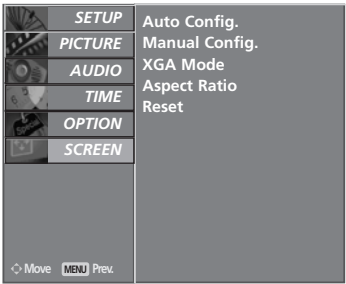 SETUP
PICTURE
AUDIO
TIME
OPTION
SCREEN
Auto Config.
Manual Config.
XGA Mode
Aspect Ratio
Reset
Move MENU Prev.